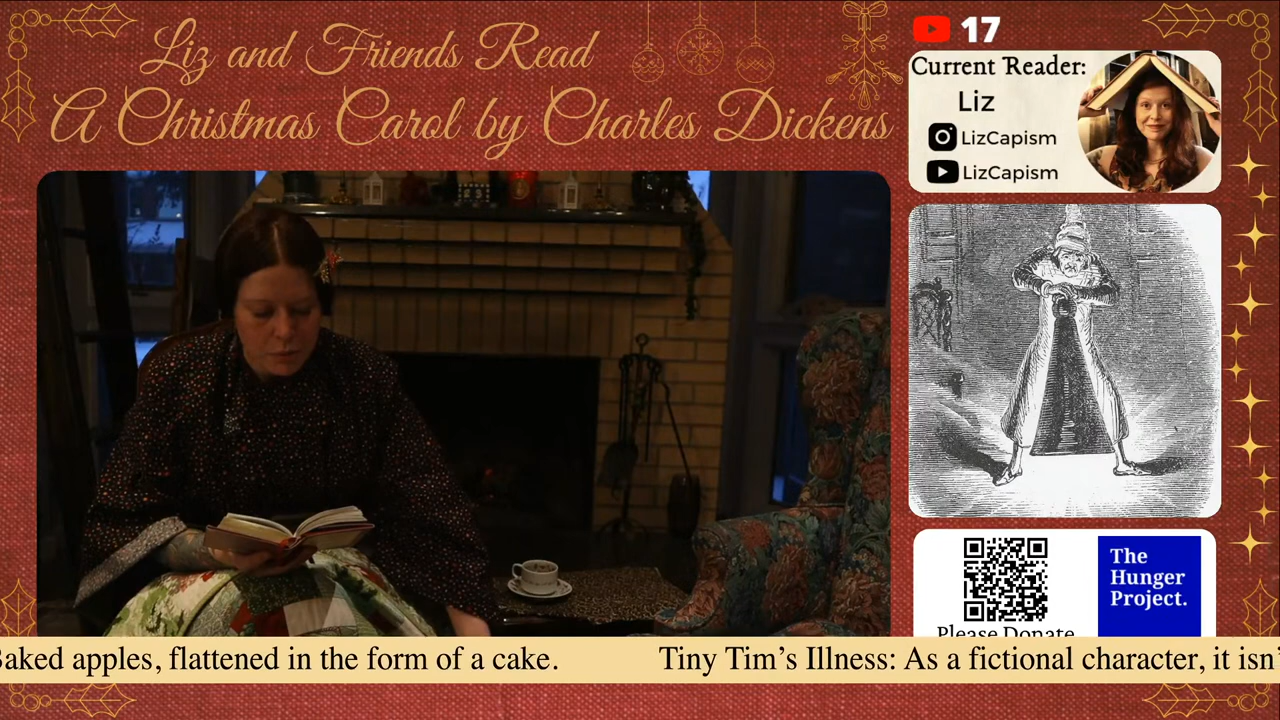 Liz and Friends Read
A Christmas Carol by Charles Dickens
17
Current Reader:
Liz
LizCapism
LizCapism
The
Hunger
Project.
Please Donate
Baked apples, flattened in the form of a cake. Tiny Tim’s Illness: As a fictional character, it isn’